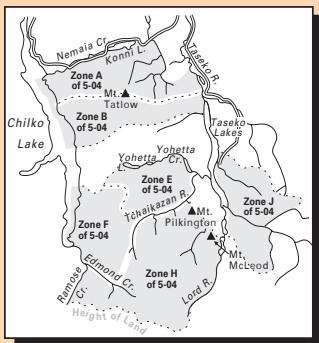 Nemaia Cr.
Konni L.
Taseko R.
Zone A
of 5-04
Mt.
Tatlow
Zone B
of 5-04
Chilko
Lake
Taseko
Lakes
Yohetta
L.
Yohetta
Cr.
Zone E
of 5-04
Tchaikazan R.
Zone J
of 5-04
Mt.
Pilkington
Zone F
of 5-04
Mt.
McLeod
Edmond Cr.
Ramose
Cr.
Zone H
of 5-04
Lord R.
Height of Land